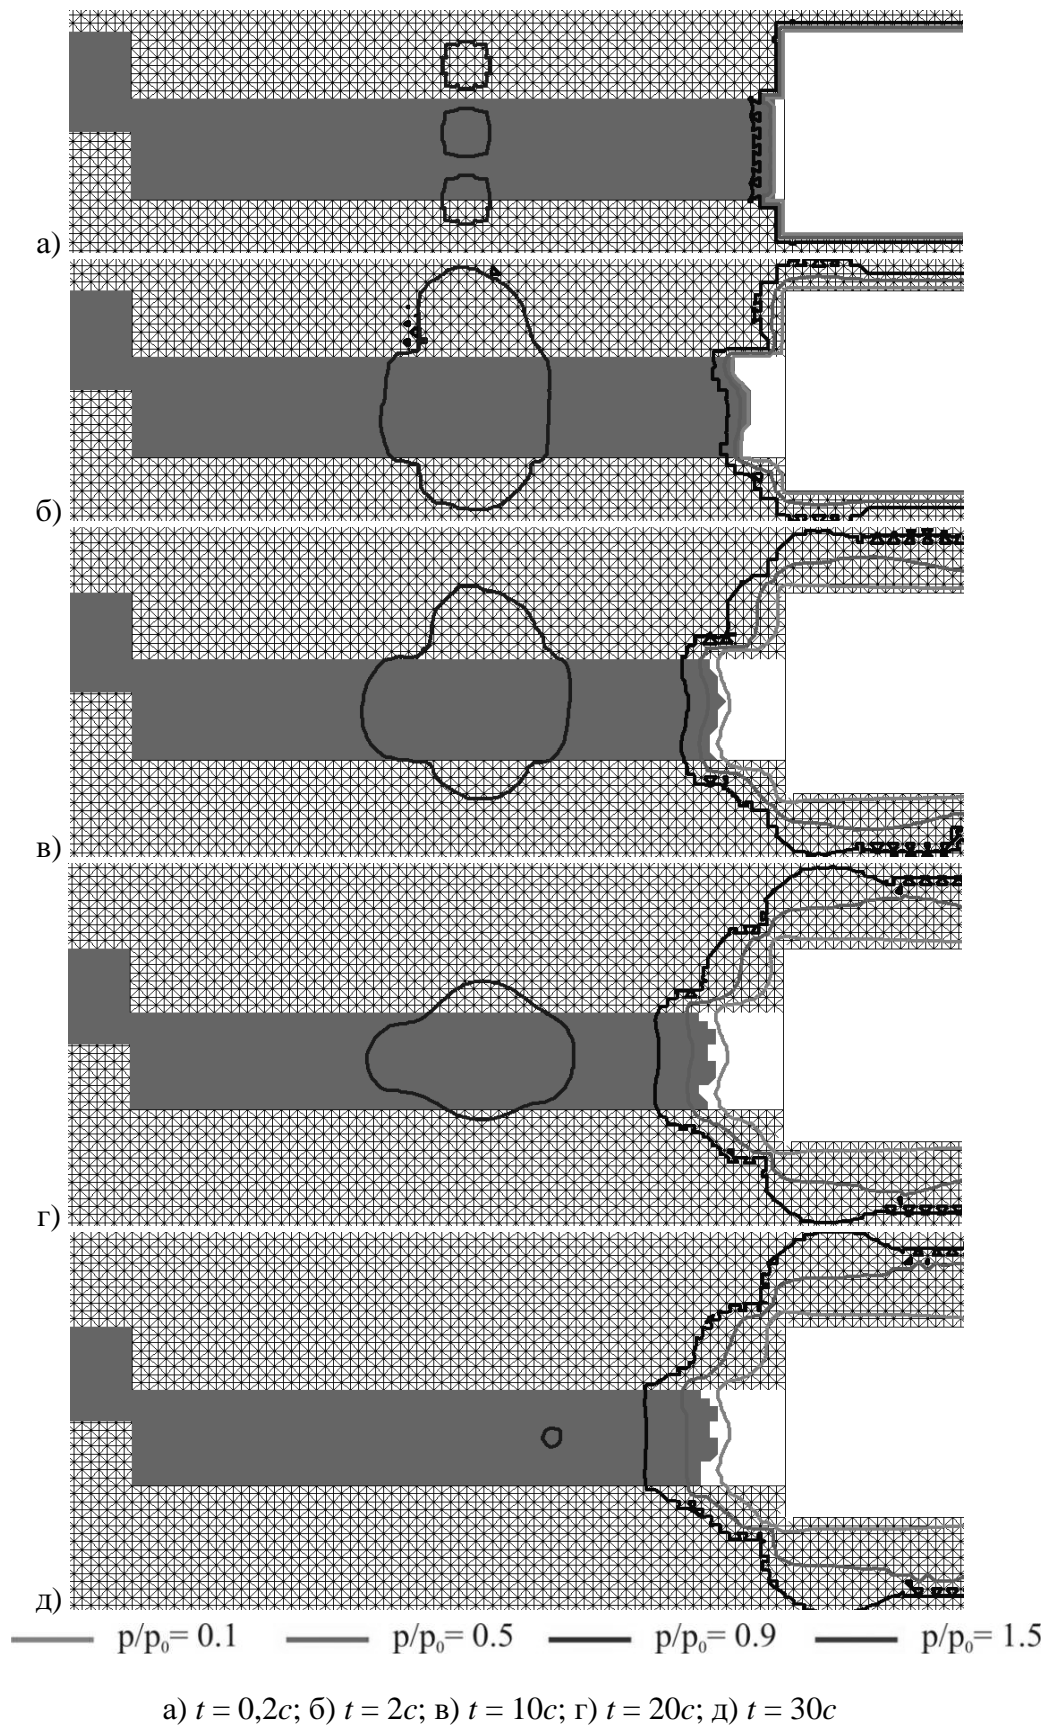 а)
б)
в)
г)
д)
p/p₀= 0.1 p/p₀= 0.5 p/p₀= 0.9 p/p₀= 1.5
а) t = 0,2с; б) t = 2с; в) t = 10с; г) t = 20с; д) t = 30с